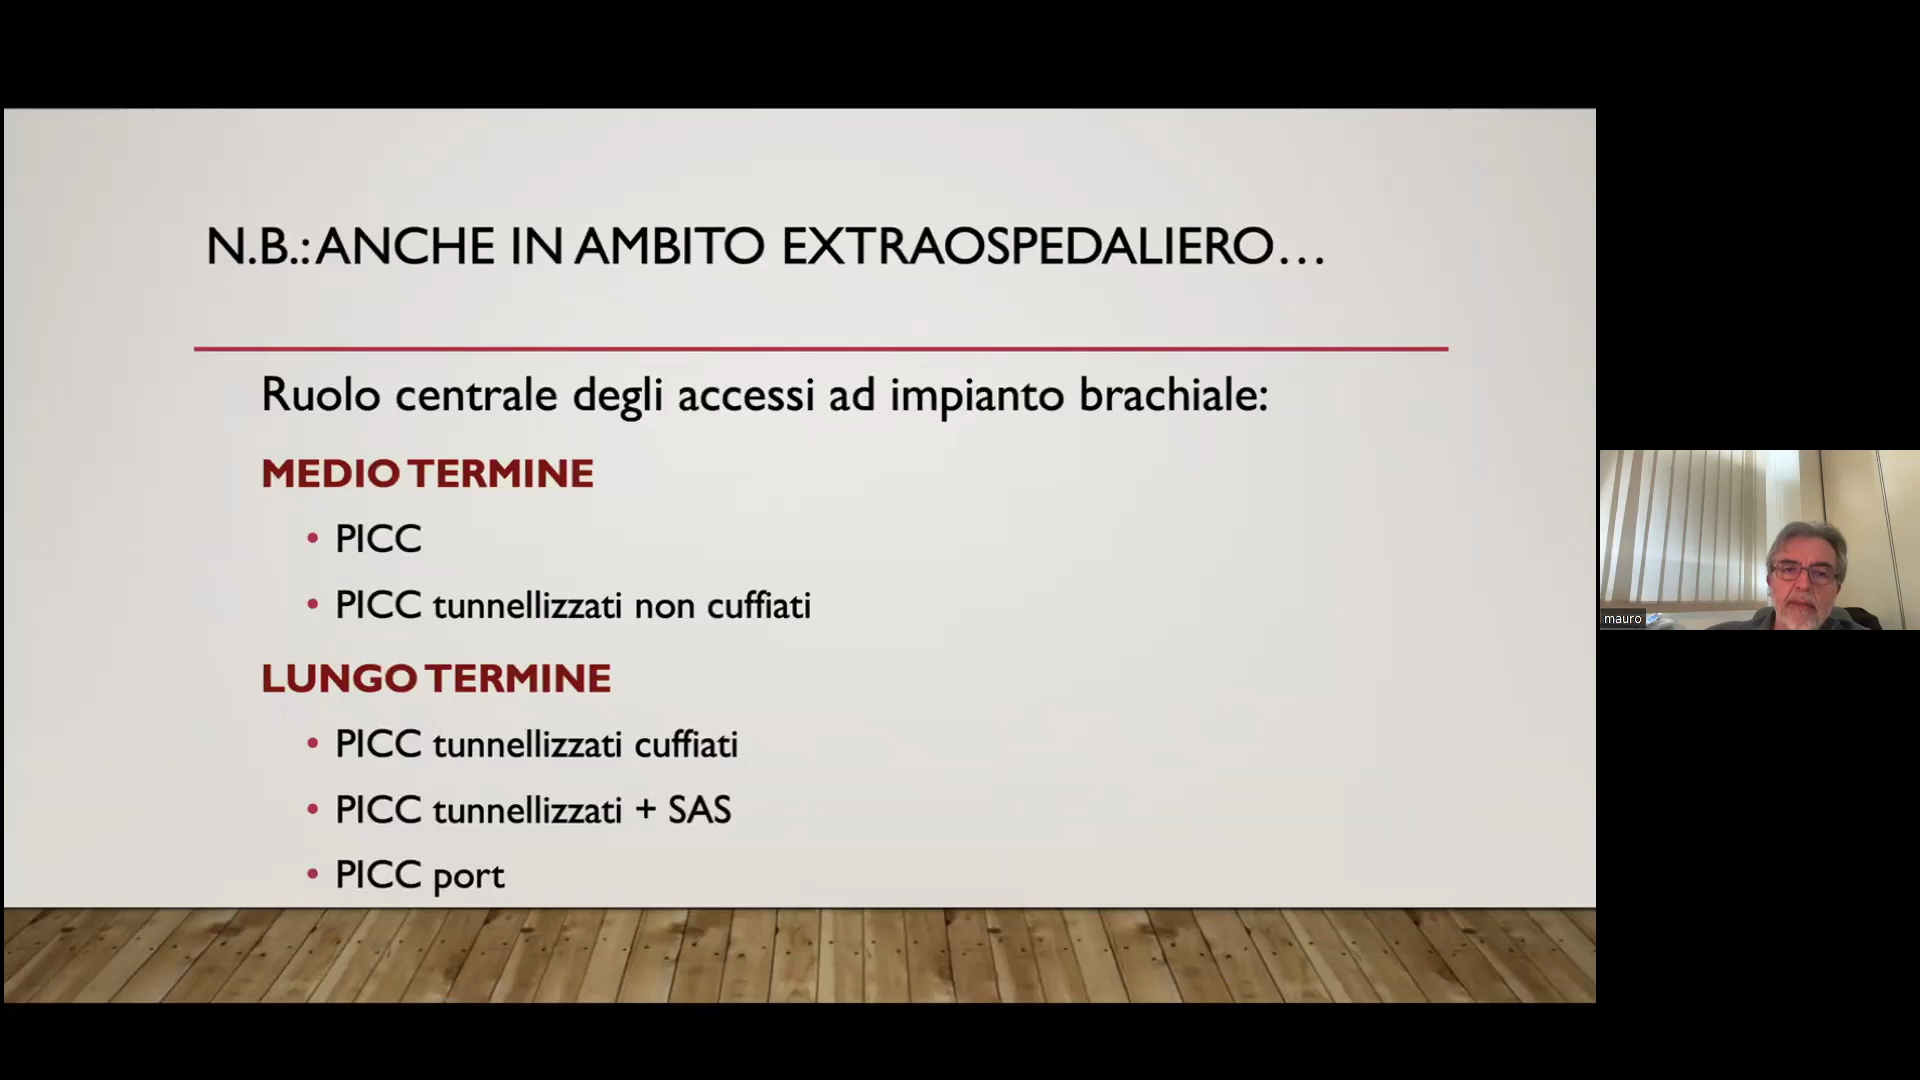 N.B.: ANCHE IN AMBITO EXTRAOSPEDALIERO...
Ruolo centrale degli accessi ad impianto brachiale:
MEDIO TERMINE
• PICC
• PICC tunnellizzati non cuffiati
LUNGO TERMINE
• PICC tunnellizzati cuffiati
• PICC tunnellizzati + SAS
• PICC port
mauro